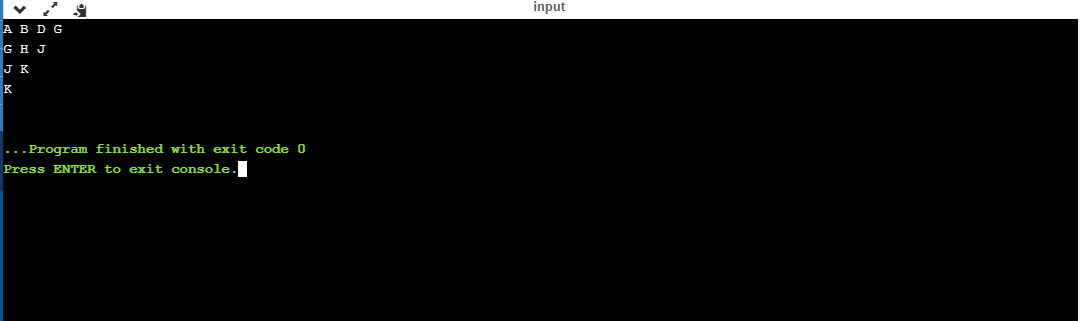 input
A B D G
G H J
J K
K
...Program finished with exit code 0
Press ENTER to exit console.